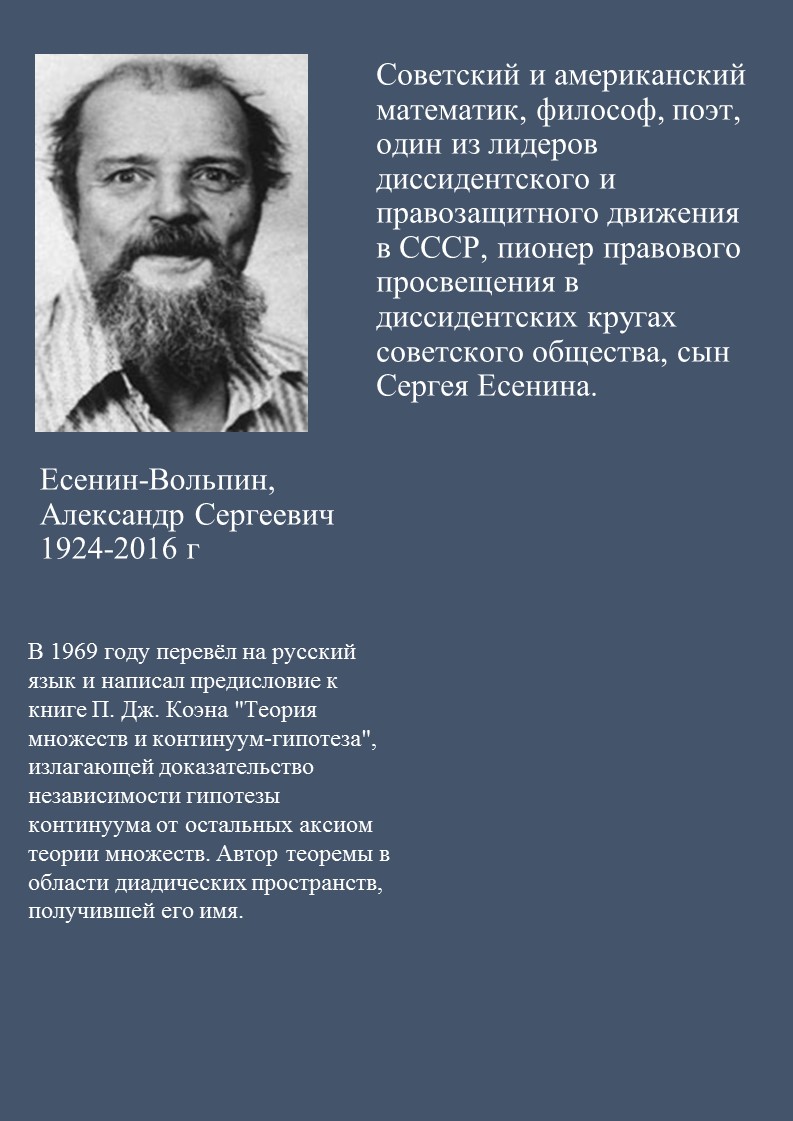 Советский и американский
математик, философ, поэт,
один из лидеров
диссидентского и
правозащитного движения
в СССР, пионер правового
просвещения в
диссидентских кругах
советского общества, сын
Сергея Есенина.
Есенин-Вольпин,
Александр Сергеевич
1924-2016 г
В 1969 году перевёл на русский
язык и написал предисловие к
книге П. Дж. Коэна "Теория
множеств и континуум-гипотеза",
излагающей доказательство
независимости гипотезы
континуума от остальных аксиом
теории множеств. Автор теоремы в
области диадических пространств,
получившей его имя.